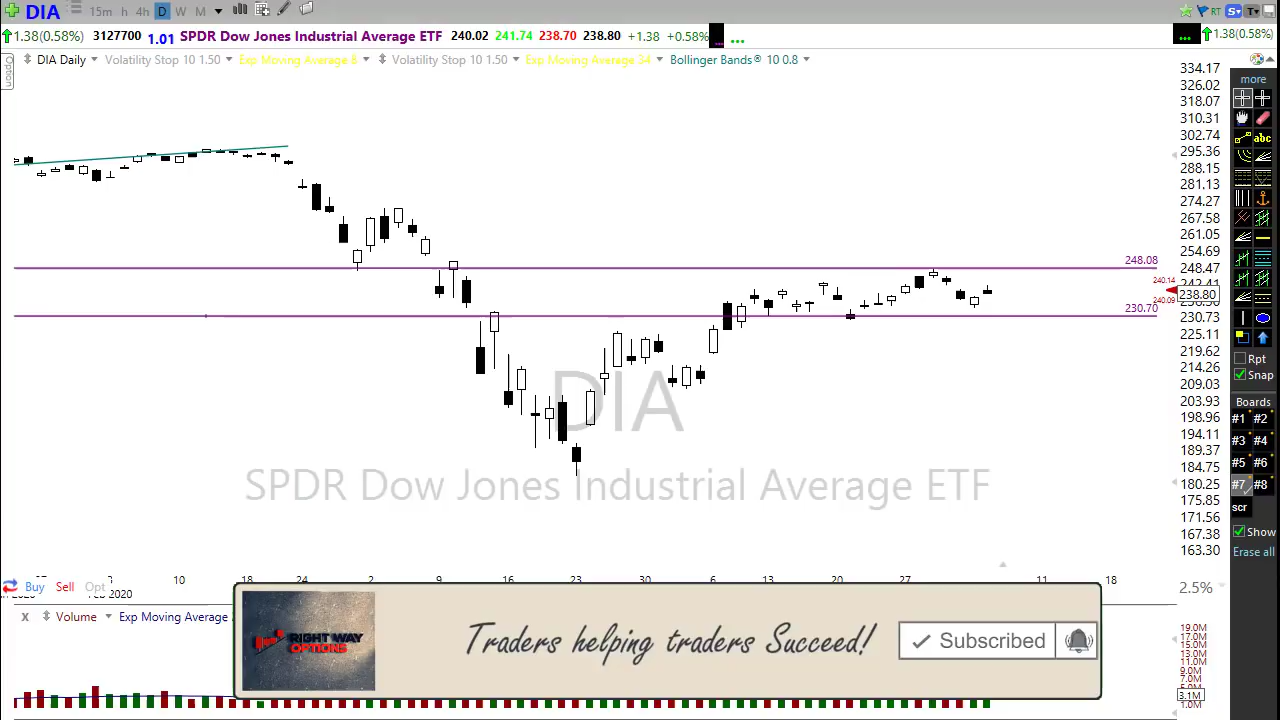 DIA 15m h 4h D W M RT S T
1.38(0.58%) 3127700 1.01 SPDR Dow Jones Industrial Average ETF 240.02 241.74 238.70 238.80 +1.38 +0.58% ... ... 1.38(0.58%)
Option
DIA Daily Volatility Stop 10 1.50 Exp Moving Average 8 Volatility Stop 10 1.50 Exp Moving Average 34 Bollinger Bands® 10 0.8
334.17
326.02
318.07
310.31
302.74
295.36
288.15
281.13
274.27
267.58
261.05
254.69
248.08
248.47
242.41
240.14
238.80
240.09
230.70
230.73
225.11
219.62
214.26
209.03
203.93
198.96
194.11
189.37
184.75
180.25
175.85
171.56
167.38
163.30
more
abc
Rpt
Snap
Boards
#1 #2
#3 #4
#5 #6
#7 #8
scr
Show
Erase all
DIA
SPDR Dow Jones Industrial Average ETF
10 18 24 2 9 16 23 30 6 13 20 27 11 18
Buy Sell Opt
2020
2.5%
X Volume Exp Moving Average
RIGHT WAY
OPTIONS
Traders helping traders Succeed!
Subscribed
19.0M
17.0M
15.0M
13.0M
11.0M
9.0M
7.0M
3.1M
1.0M